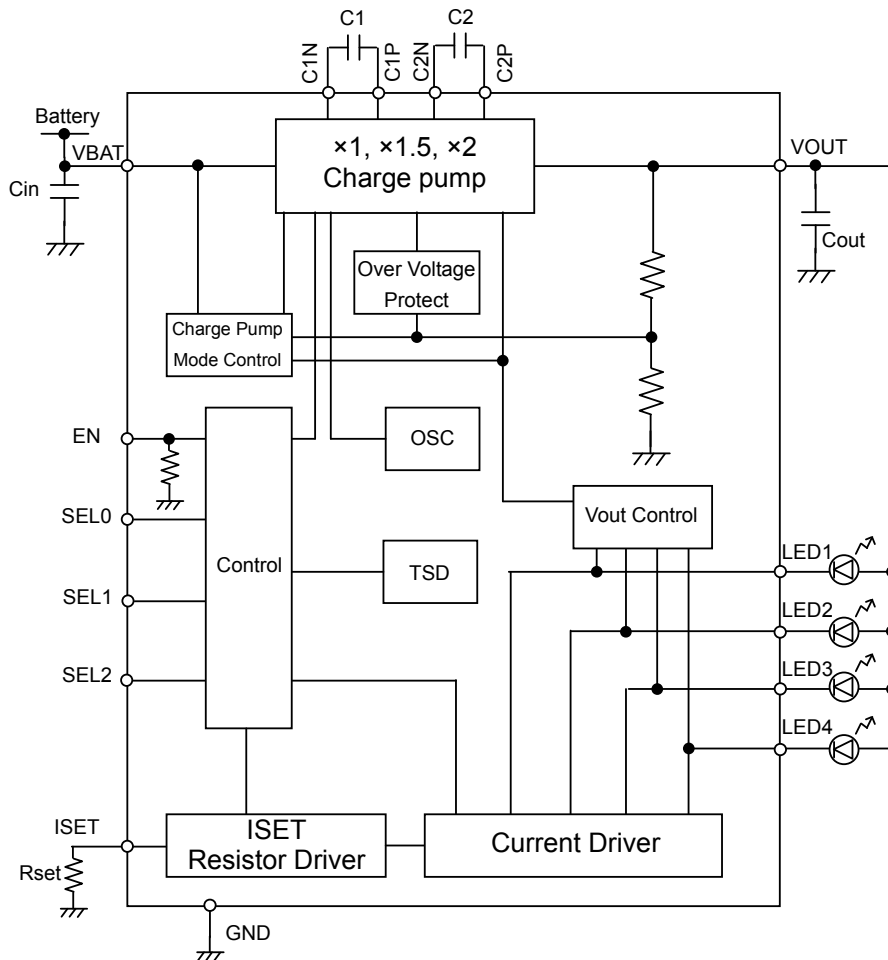 C1
C2
C1N
C1P
C2N
C2P
Battery
VBAT
Cin
×1, ×1.5, ×2
Charge pump
VOUT
Cout
Over Voltage
Protect
Charge Pump
Mode Control
EN
OSC
SEL0
Vout Control
Control
TSD
LED1
SEL1
LED2
SEL2
LED3
LED4
ISET
ISET
Resistor Driver
Current Driver
Rset
GND